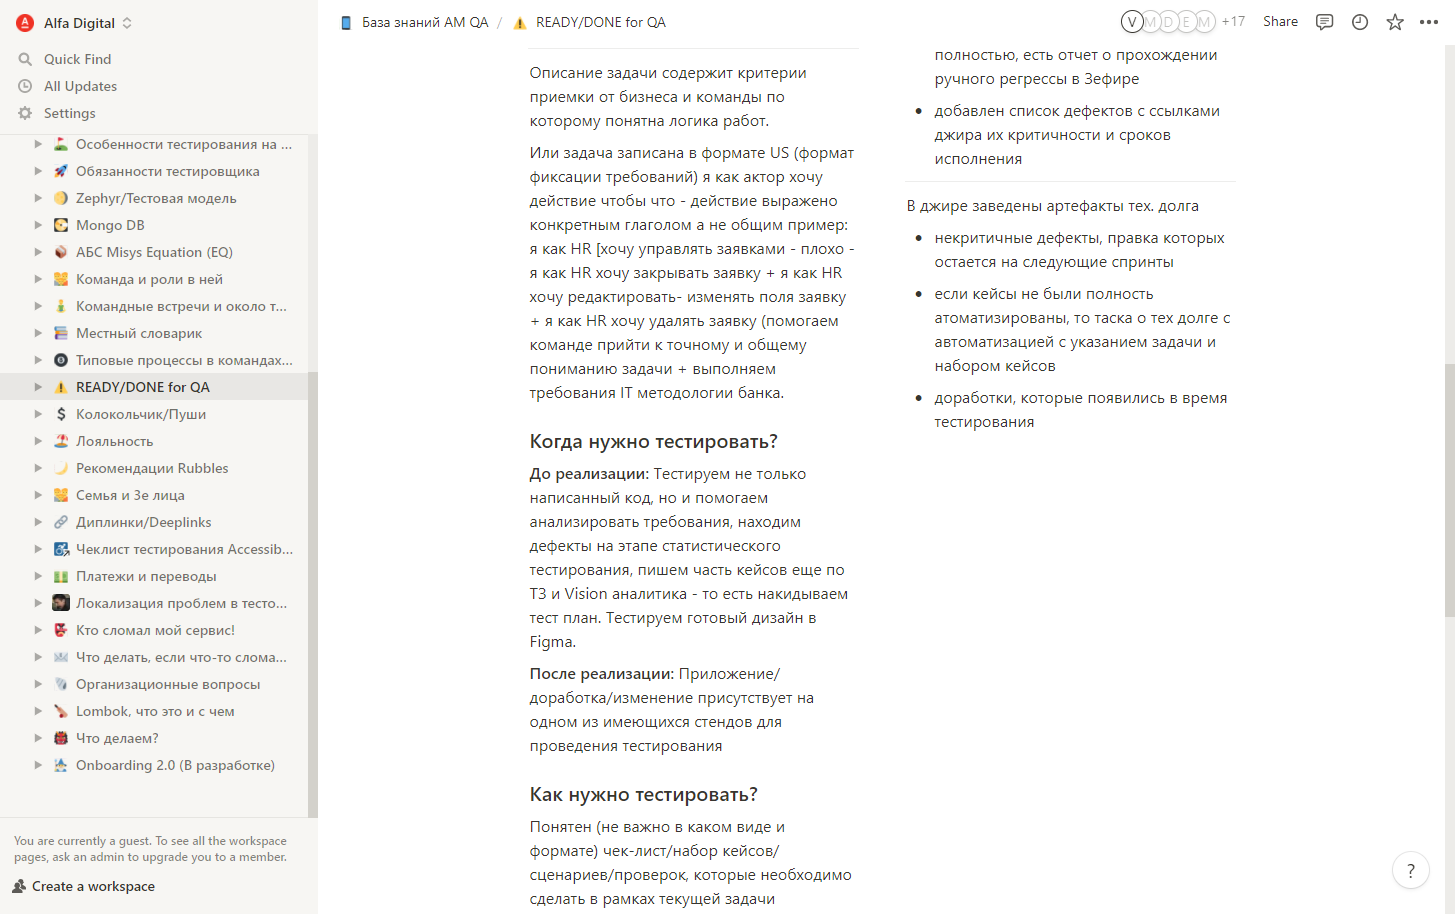 Alfa Digital
Quick Find
All Updates
Settings
Особенности тестирования на ...
Обязанности тестировщика
Zephyr/Тестовая модель
Mongo DB
АБС Misys Equation (EQ)
Команда и роли в ней
Командные встречи и около т...
Местный словарик
Типовые процессы в командах...
READY/DONE for QA
Колокольчик/Пуши
Лояльность
Рекомендации Rubbles
Семья и 3е лица
Диплинки/Deeplinks
Чеклист тестирования Accessib...
Платежи и переводы
Локализация проблем в тесто...
Кто сломал мой сервис!
Что делать, если что-то слома...
Организационные вопросы
Lombok, что это и с чем
Что делаем?
Onboarding 2.0 (В разработке)
You are currently a guest. To see all the workspace
pages, ask an admin to upgrade you to a member.
Create a workspace
База знаний AM QA / READY/DONE for QA
V M D E M +17 Share
Описание задачи содержит критерии
приемки от бизнеса и команды по
которому понятна логика работ.
Или задача записана в формате US (формат
фиксации требований) я как актор хочу
действие чтобы что - действие выражено
конкретным глаголом а не общим пример:
я как HR [хочу управлять заявками - плохо -
я как HR хочу закрывать заявку + я как HR
хочу редактировать- изменять поля заявку
+ я как HR хочу удалять заявку (помогаем
команде прийти к точному и общему
пониманию задачи + выполняем
требования IT методологии банка.
Когда нужно тестировать?
До реализации: Тестируем не только
написанный код, но и помогаем
анализировать требования, находим
дефекты на этапе статистического
тестирования, пишем часть кейсов еще по
ТЗ и Vision аналитика - то есть накидываем
тест план. Тестируем готовый дизайн в
Figma.
После реализации: Приложение/
доработка/изменение присутствует на
одном из имеющихся стендов для
проведения тестирования
Как нужно тестировать?
Понятен (не важно в каком виде и
формате) чек-лист/набор кейсов/
сценариев/проверок, которые необходимо
сделать в рамках текущей задачи
полностью, есть отчет о прохождении
ручного регрессы в Зефире
добавлен список дефектов с ссылками
джира их критичности и сроков
исполнения
В джире заведены артефакты тех. долга
некритичные дефекты, правка которых
остается на следующие спринты
если кейсы не были полность
атоматизированы, то таска о тех долге с
автоматизацией с указанием задачи и
набором кейсов
доработки, которые появились в время
тестирования
?